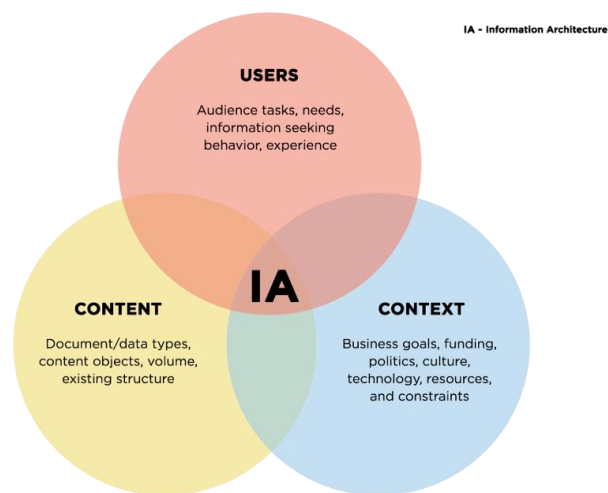 IA - Information Architecture
USERS
Audience tasks, needs,
information seeking
behavior, experience
IA
CONTENT
Document/data types,
content objects, volume,
existing structure
CONTEXT
Business goals, funding,
politics, culture,
technology, resources,
and constraints